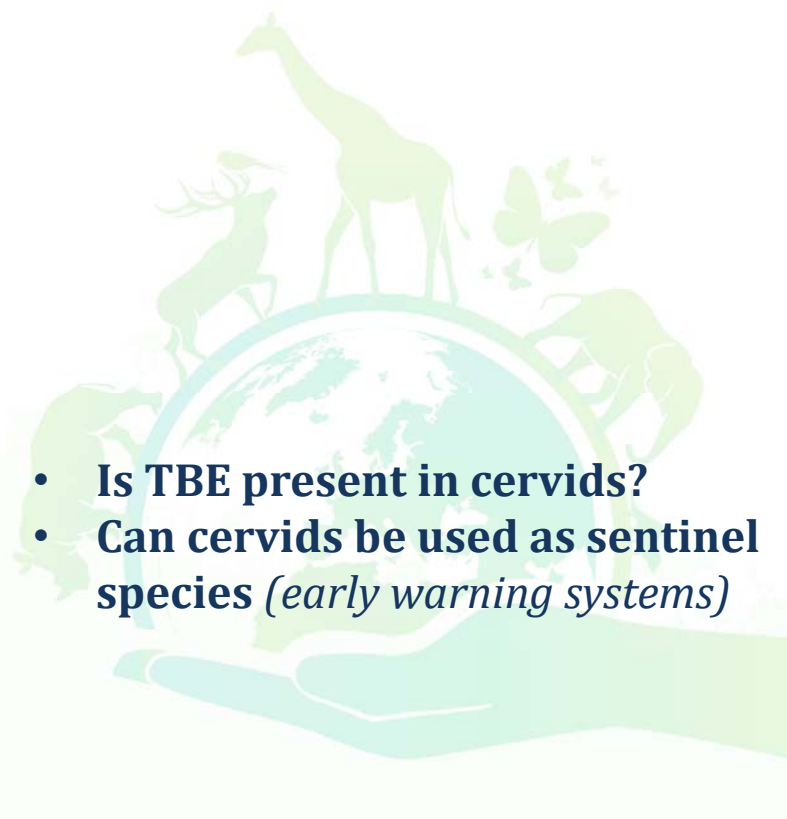 • Is TBE present in cervids?
• Can cervids be used as sentinel
species (early warning systems)